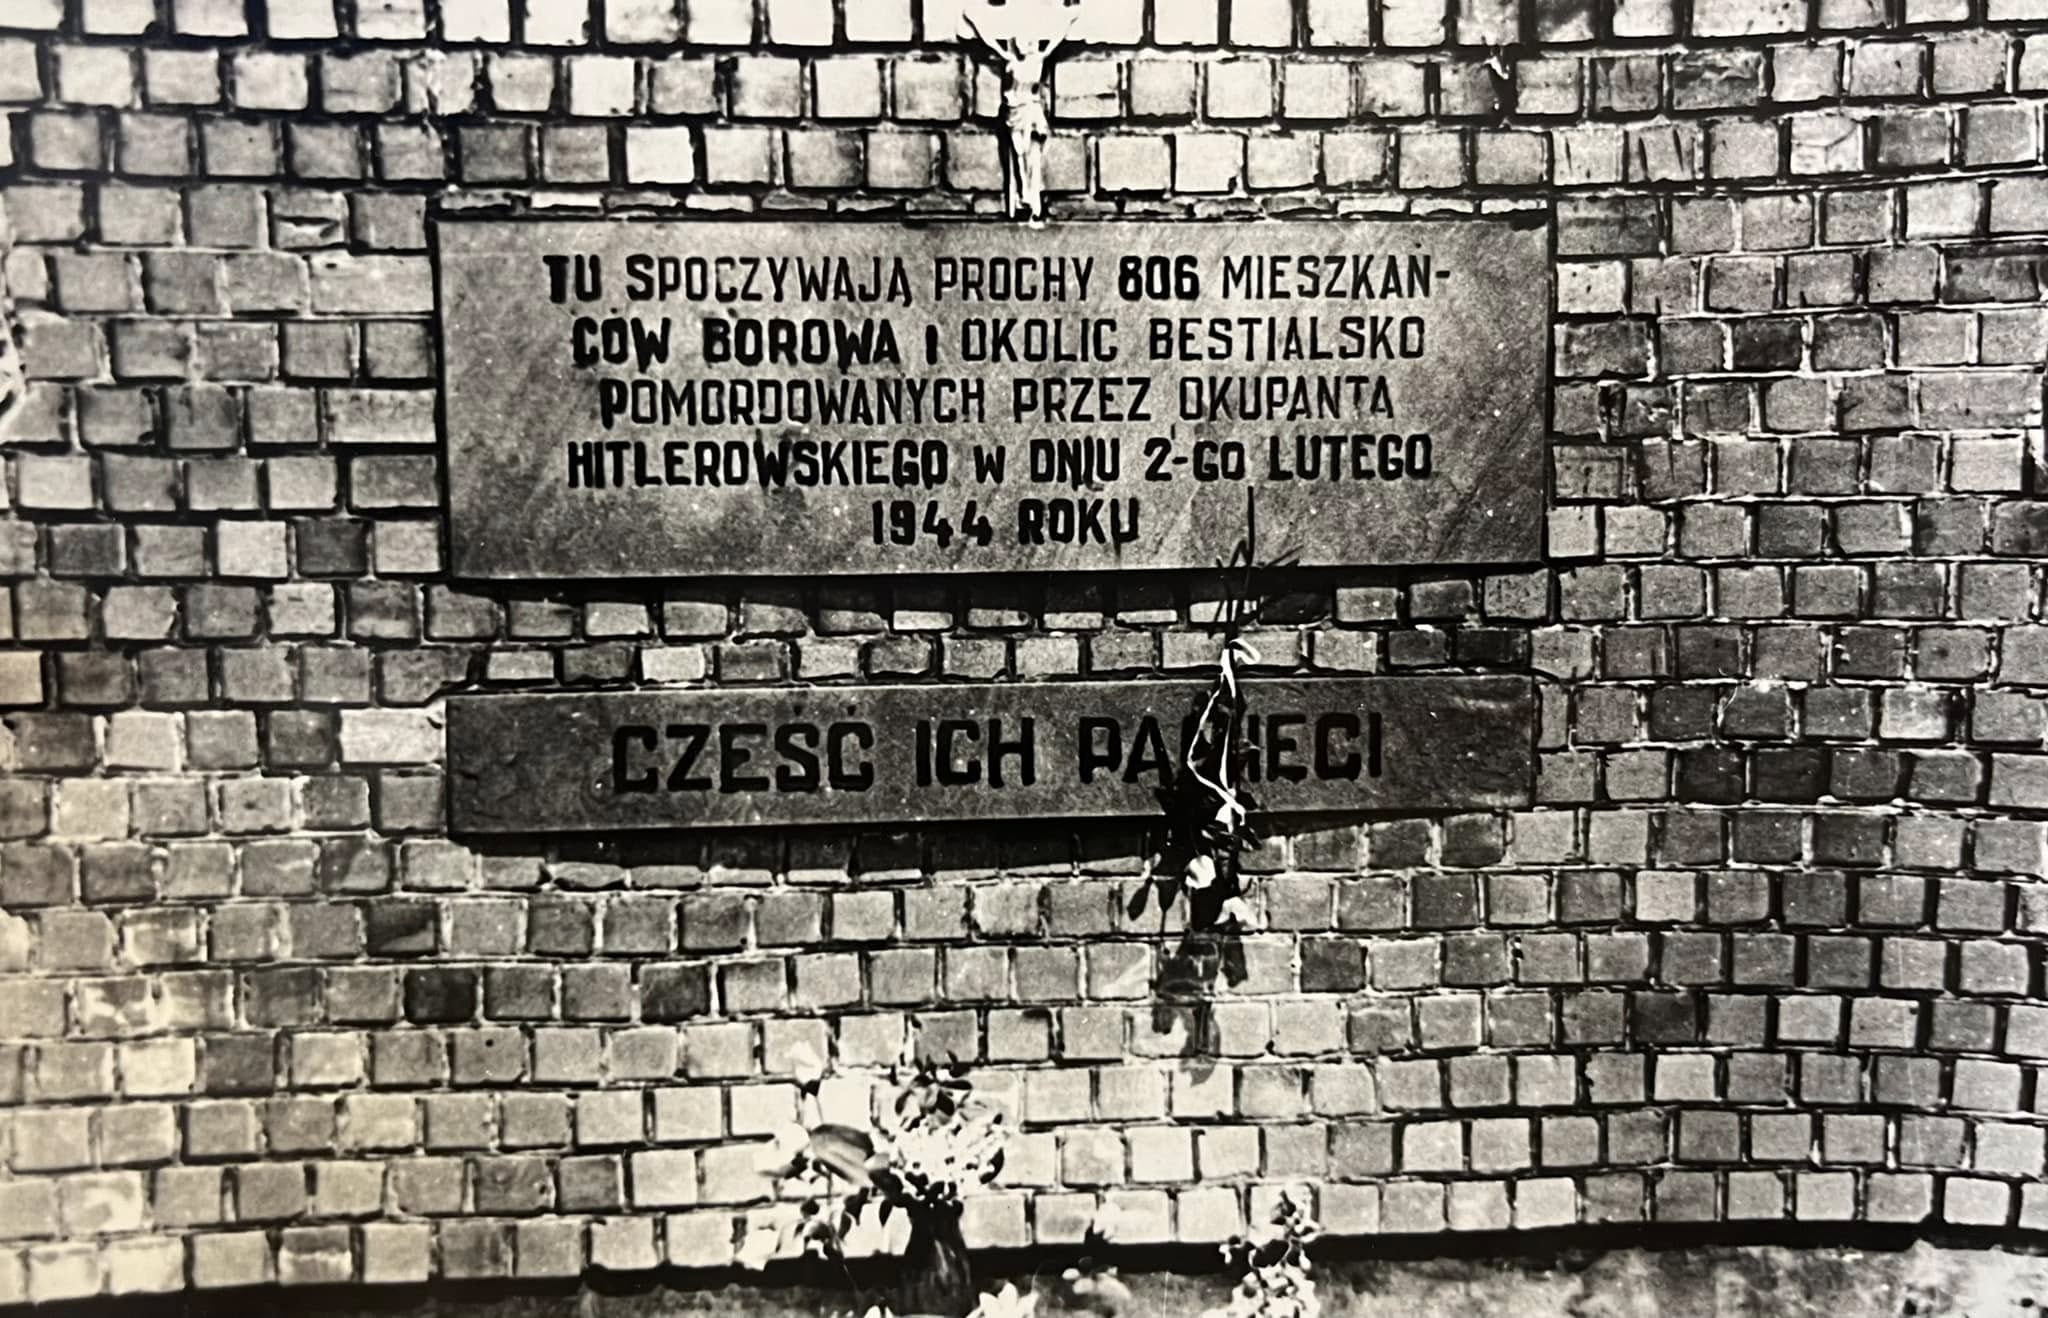 TU SPOCZYWAJĄ PROCHY 806 MIESZKAN-
CÓW BOROWA I OKOLIC BESTIALSKO
POMORDOWANYCH PRZEZ OKUPANTA
HITLEROWSKIEGO W DNIU 2-GO LUTEGO
1944 ROKU
CZEŚĆ ICH PAMIĘCI